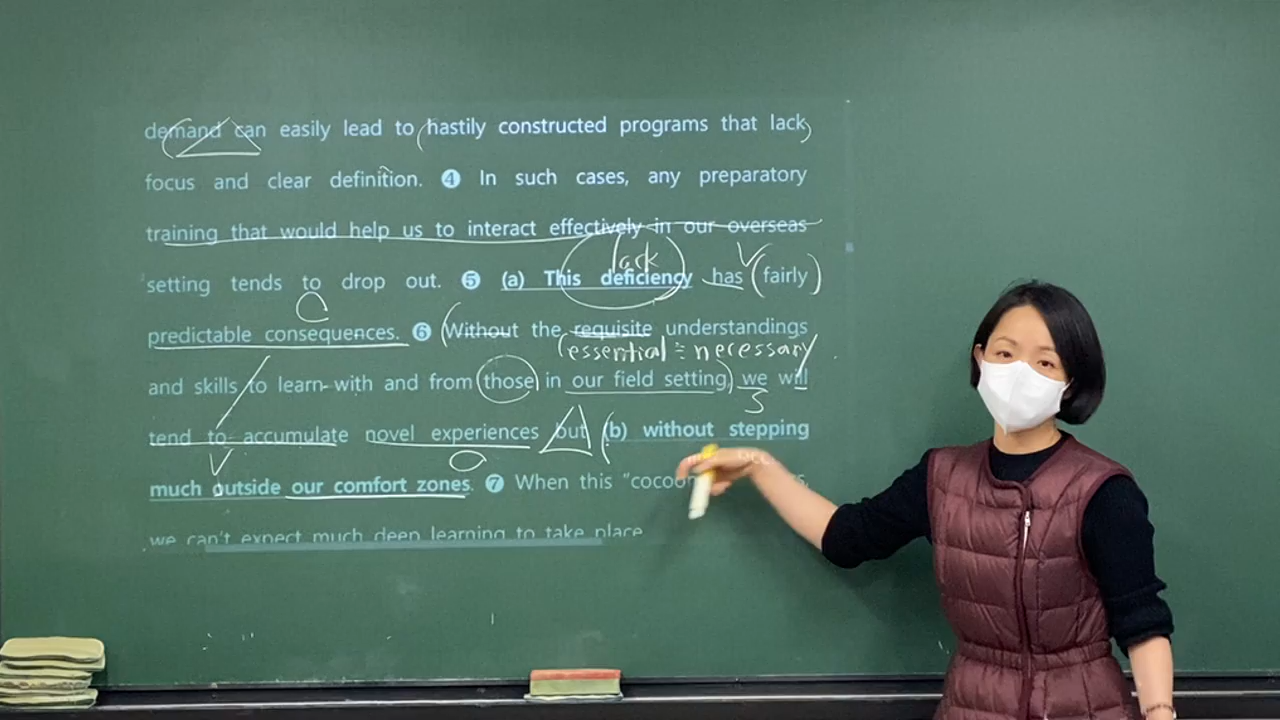 demand can easily lead to hastily constructed programs that lack
focus and clear definition. ❹ In such cases, any preparatory
training that would help us to interact effectively in our overseas
lack
setting tends to drop out. ❺ (a) This deficiency has (fairly)
predictable consequences. ❻ (Without the requisite understandings
(essential ≒ necessary
and skills to learn with and from those in our field setting) we will
S
tend to accumulate novel experiences but (b) without stepping
much outside our comfort zones. ❼ When this "cocoon
we can't expect much deep learning to take place